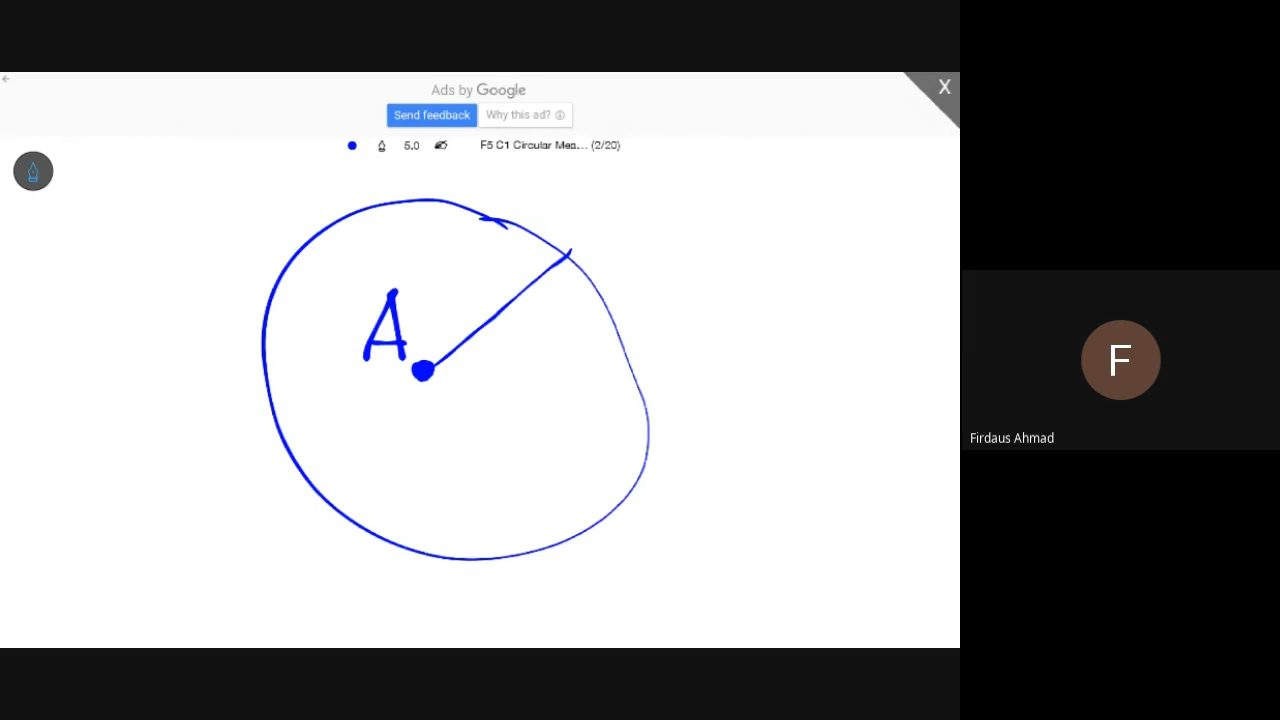 Ads by Google
X
Send feedback
Why this ad?
5.0
F5 C1 Circular Mea... (2/20)
A
F
Firdaus Ahmad